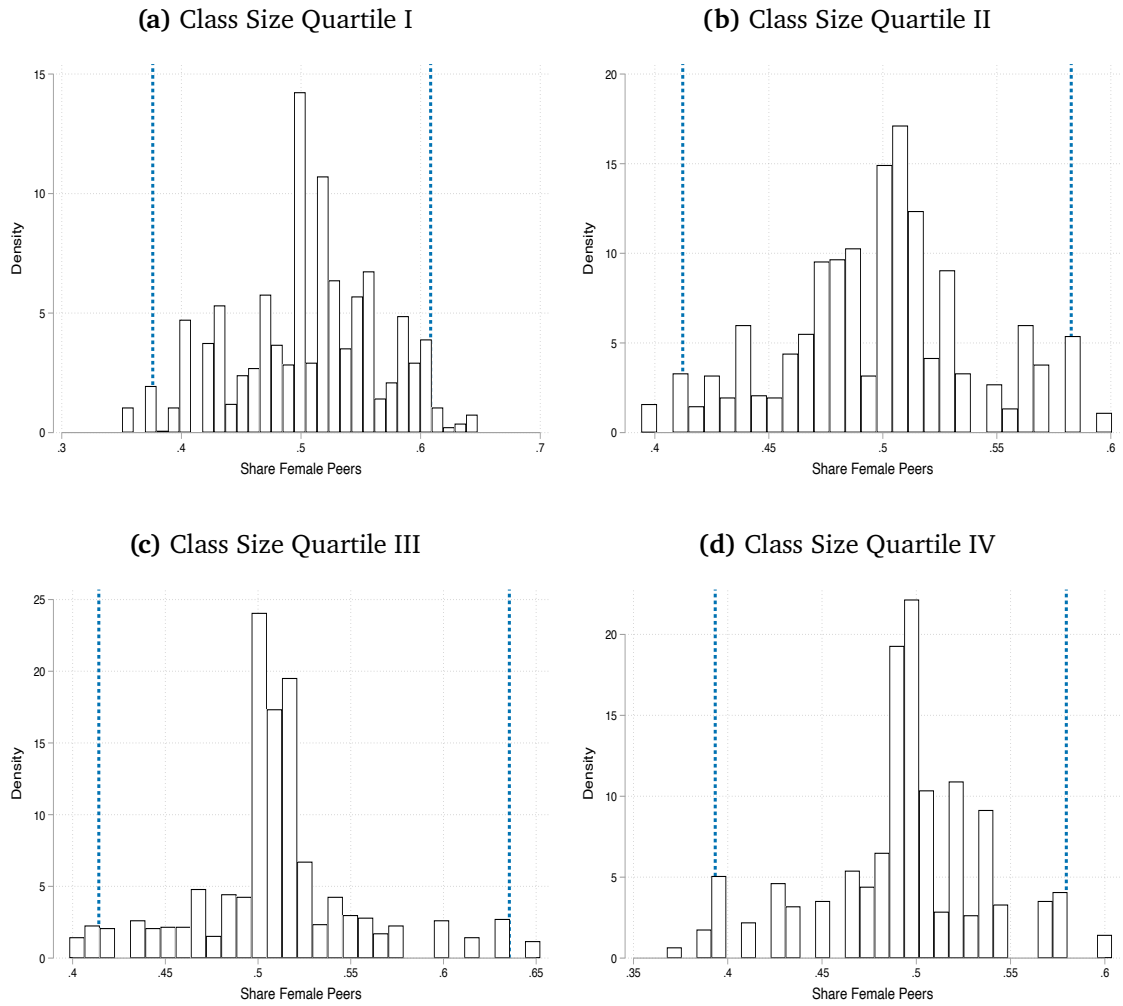 (a) Class Size Quartile I
15
10
5
0
Density
.3 .4 .5 .6 .7
Share Female Peers
(b) Class Size Quartile II
20
15
10
5
0
Density
.4 .45 .5 .55 .6
Share Female Peers
(c) Class Size Quartile III
25
20
15
10
5
0
Density
.4 .45 .5 .55 .6 .65
Share Female Peers
(d) Class Size Quartile IV
20
15
10
5
0
Density
.35 .4 .45 .5 .55 .6
Share Female Peers